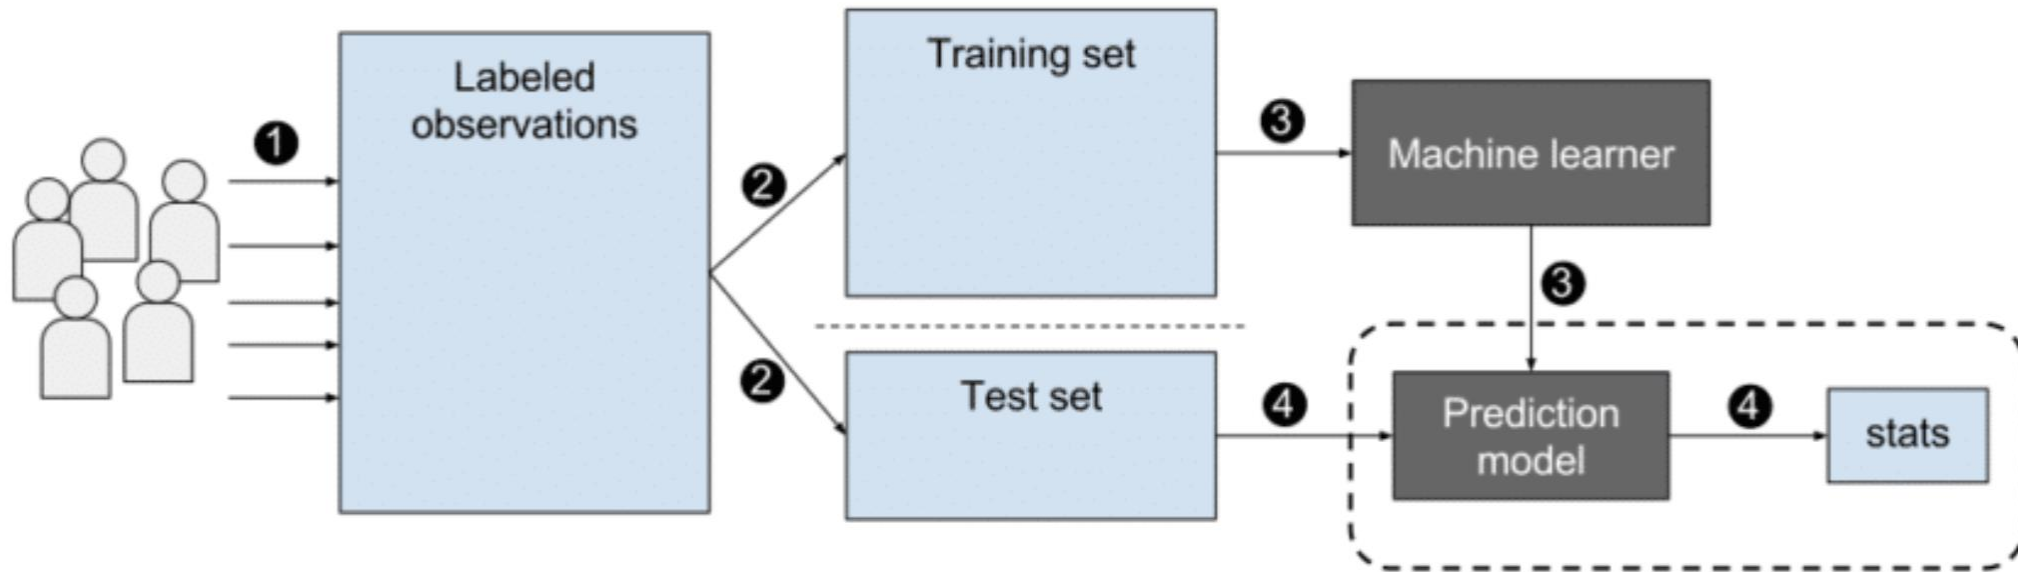 1
Labeled
observations
2
2
Training set
Test set
3
Machine learner
3
4
Prediction
model
4
stats